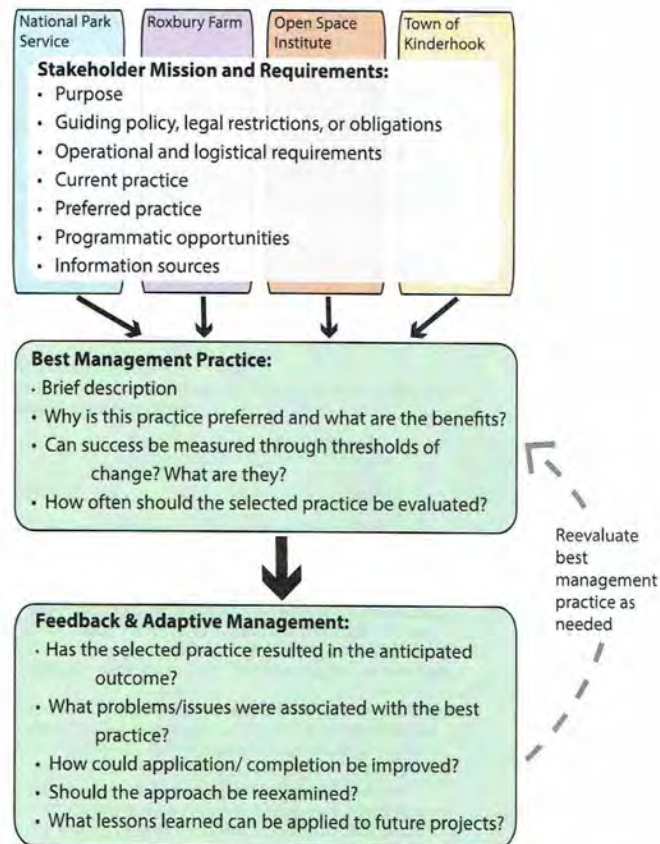 National Park
Service
Roxbury Farm
Open Space
Institute
Town of
Kinderhook
Stakeholder Mission and Requirements:
· Purpose
· Guiding policy, legal restrictions, or obligations
· Operational and logistical requirements
· Current practice
· Preferred practice
· Programmatic opportunities
· Information sources
Best Management Practice:
· Brief description
· Why is this practice preferred and what are the benefits?
· Can success be measured through thresholds of
change? What are they?
· How often should the selected practice be evaluated?
Reevaluate
best
management
practice as
needed
Feedback & Adaptive Management:
· Has the selected practice resulted in the anticipated
outcome?
· What problems/issues were associated with the best
practice?
· How could application/ completion be improved?
· Should the approach be reexamined?
· What lessons learned can be applied to future projects?